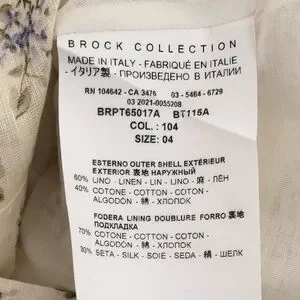 BROCK COLLECTION
MADE IN ITALY - FABRIQUÉ EN ITALIE
- イタリア製 - ПРОИЗВЕДЕНО В ИТАЛИИ
RN 104642 - CA 3476 03 - 5464 - 6729
03 2021-0055208
BRPT65017A BT115A
COL.: 104
SIZE: 04
ESTERNO OUTER SHELL EXTÉRIEUR
EXTERIOR 表地 НАРУЖНЫЙ
60% LINO - LINEN - LIN - LINO - 麻 - ЛЁН
40% COTONE - COTTON - COTON -
ALGODÓN - 綿 - ХЛОПОК
FODERA LINING DOUBLURE FORRO 裏地
ПОДКЛАДКА
70% COTONE - COTTON - COTON -
ALGODÓN - 綿 - ХЛОПОК
30% SETA - SILK - SOIE - SEDA - 絹 - ШЕЛК